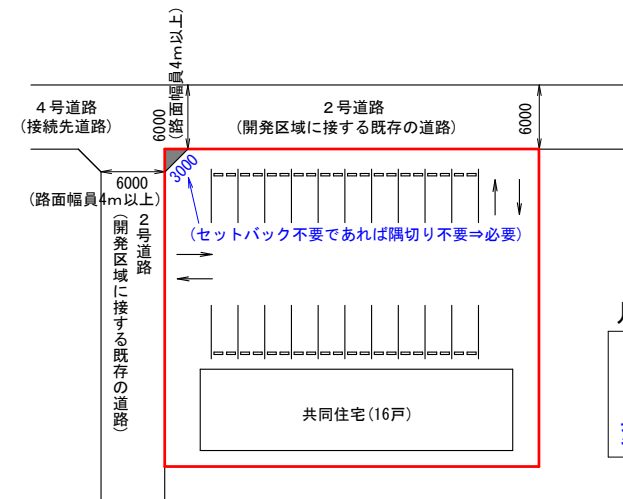 6000
(路面幅員4m以上)
4号道路
(接続先道路)
2号道路
(開発区域に接する既存の道路)
6000
3000
6000
(路面幅員4m以上)
(セットバック不要であれば隅切り不要⇒必要)
2号道路
(開発区域に接する既存の道路)
共同住宅(16戸)